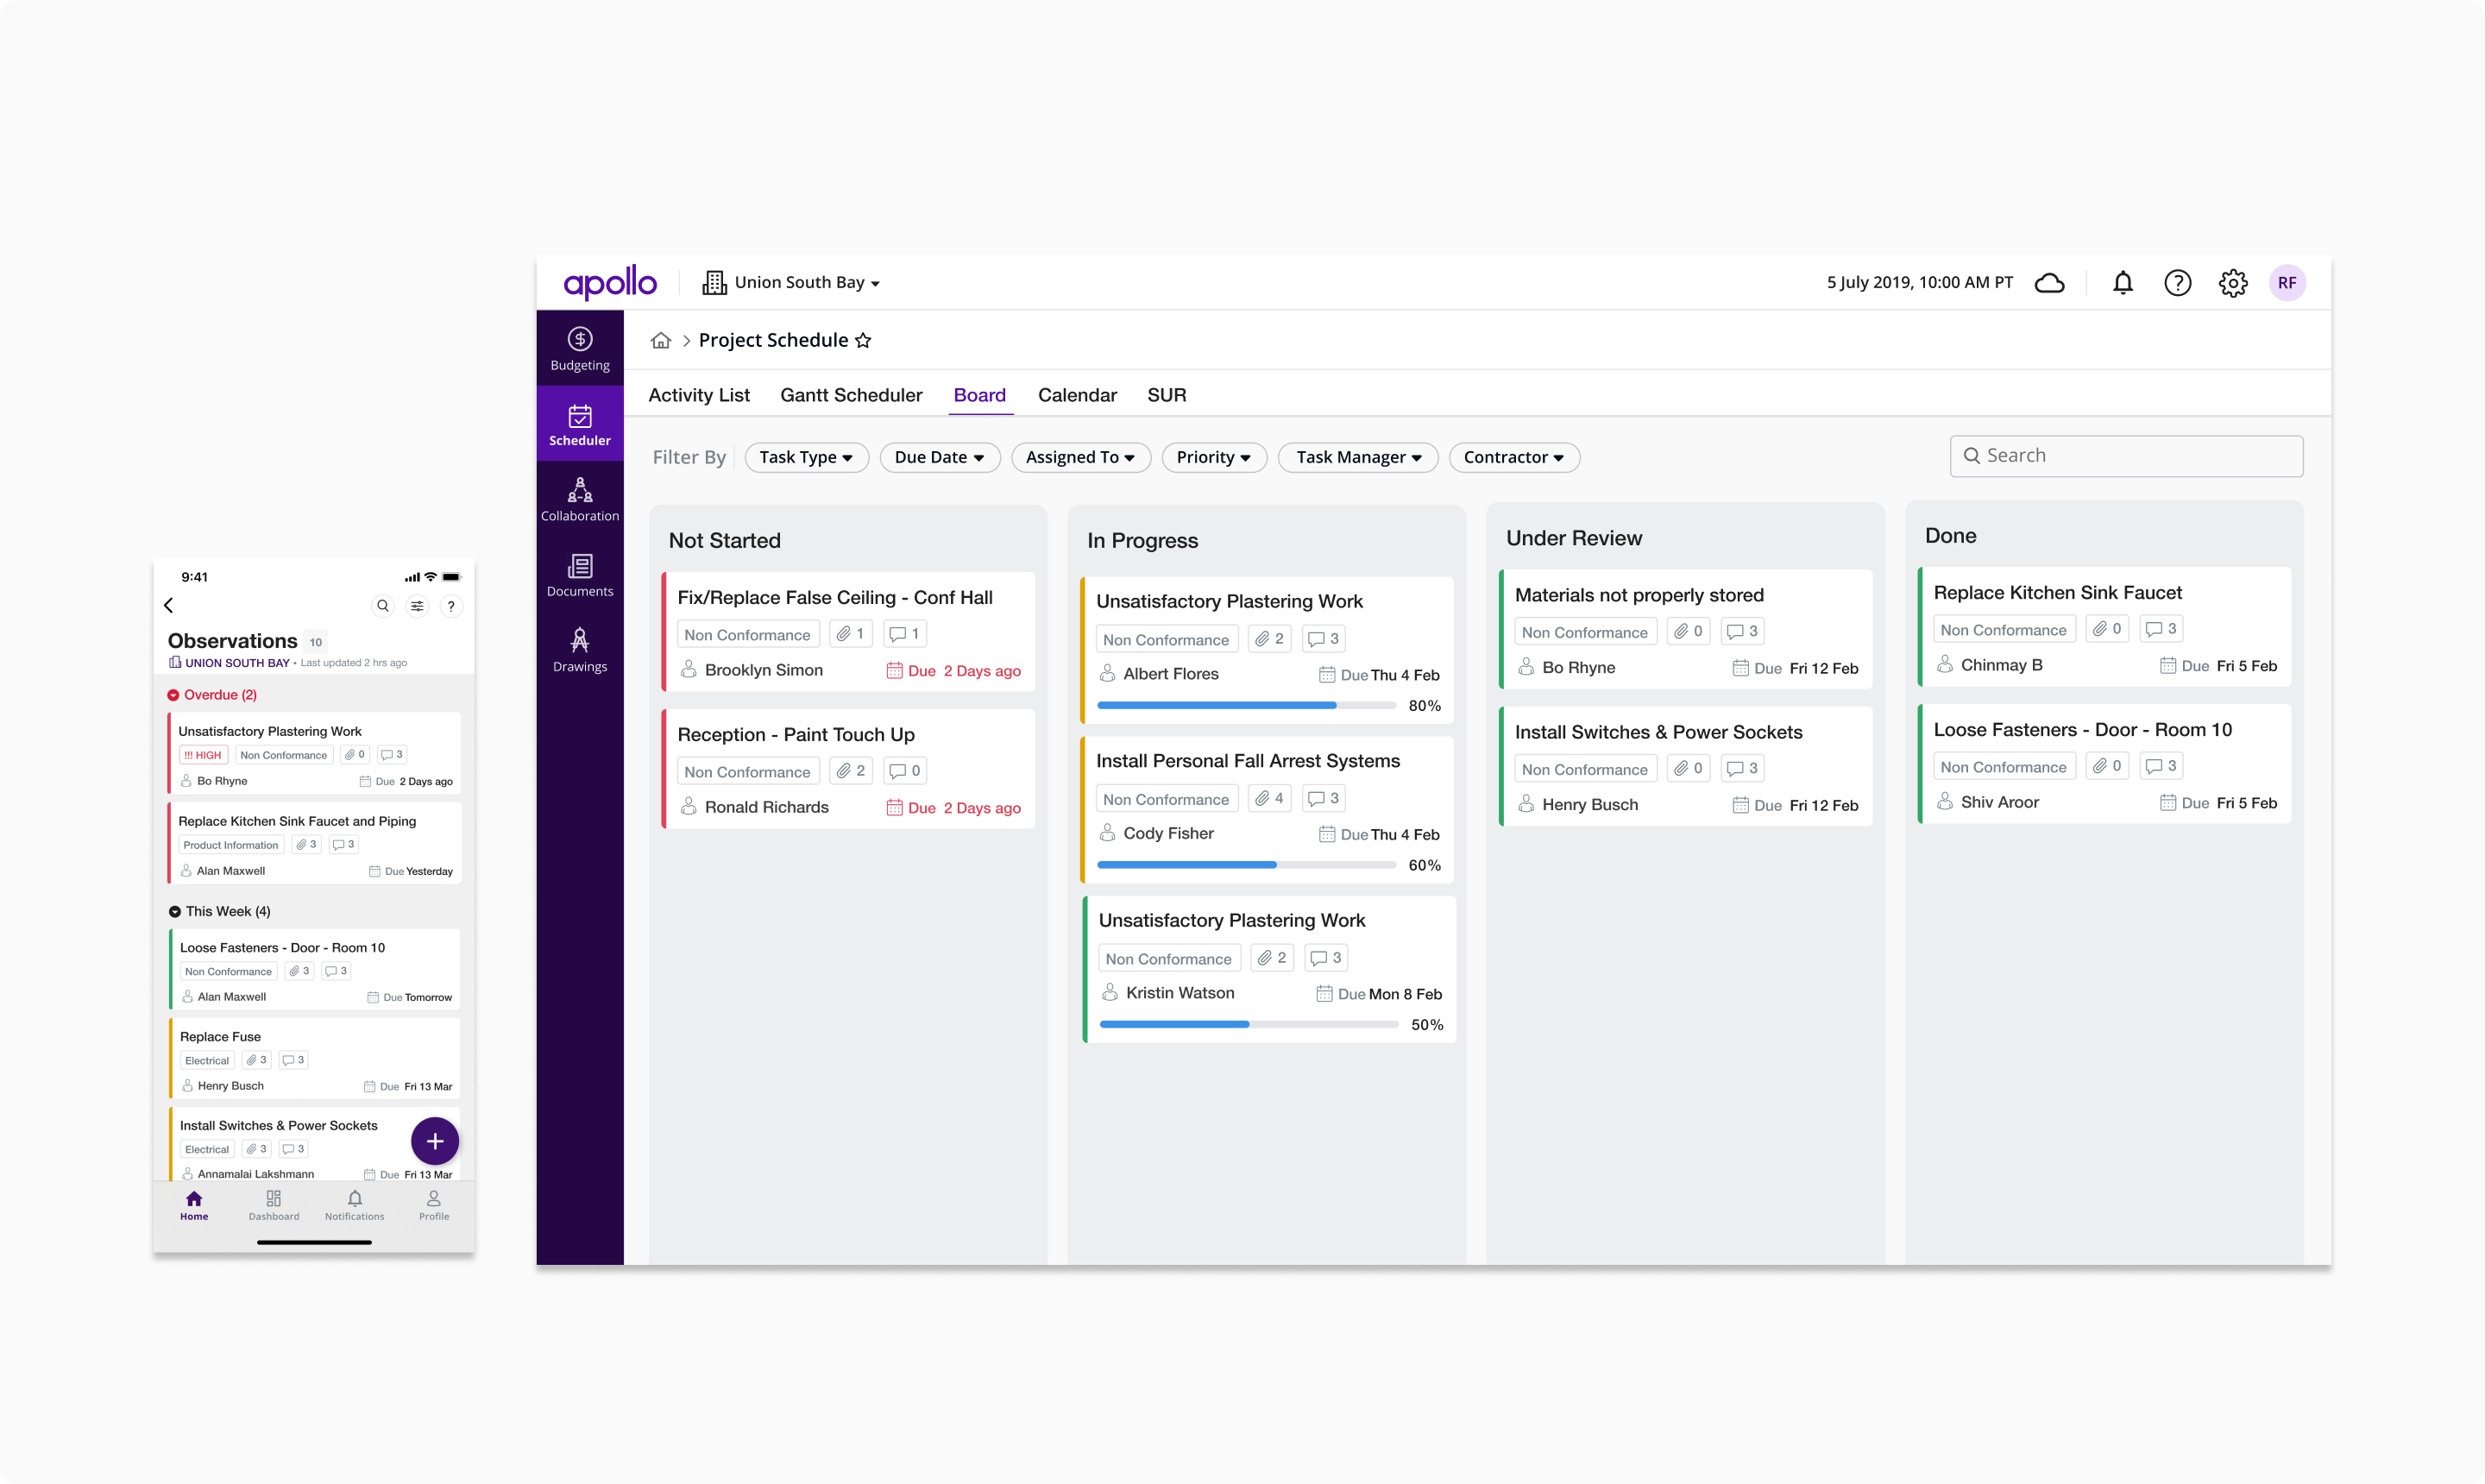 9:41
Observations 10
UNION SOUTH BAY • Last updated 2 hrs ago
Overdue (2)
Unsatisfactory Plastering Work
!!! HIGH Non Conformance 0 3
Bo Rhyne Due 2 Days ago
Replace Kitchen Sink Faucet and Piping
Product Information 3 3
Alan Maxwell Due Yesterday
This Week (4)
Loose Fasteners - Door - Room 10
Non Conformance 3 3
Alan Maxwell Due Tomorrow
Replace Fuse
Electrical 3 3
Henry Busch Due Fri 13 Mar
Install Switches & Power Sockets
Electrical 3 3
Annamalai Lakshmann Due Fri 13 Mar
Home Dashboard Notifications Profile
apollo Union South Bay 5 July 2019, 10:00 AM PT RF
Budgeting
Scheduler
Collaboration
Documents
Drawings
Project Schedule
Activity List Gantt Scheduler Board Calendar SUR
Filter By Task Type Due Date Assigned To Priority Task Manager Contractor Search
Not Started
Fix/Replace False Ceiling - Conf Hall
Non Conformance 1 1
Brooklyn Simon Due 2 Days ago
Reception - Paint Touch Up
Non Conformance 2 0
Ronald Richards Due 2 Days ago
In Progress
Unsatisfactory Plastering Work
Non Conformance 2 3
Albert Flores Due Thu 4 Feb
80%
Install Personal Fall Arrest Systems
Non Conformance 4 3
Cody Fisher Due Thu 4 Feb
60%
Unsatisfactory Plastering Work
Non Conformance 2 3
Kristin Watson Due Mon 8 Feb
50%
Under Review
Materials not properly stored
Non Conformance 0 3
Bo Rhyne Due Fri 12 Feb
Install Switches & Power Sockets
Non Conformance 0 3
Henry Busch Due Fri 12 Feb
Done
Replace Kitchen Sink Faucet
Non Conformance 0 3
Chinmay B Due Fri 5 Feb
Loose Fasteners - Door - Room 10
Non Conformance 0 3
Shiv Aroor Due Fri 5 Feb